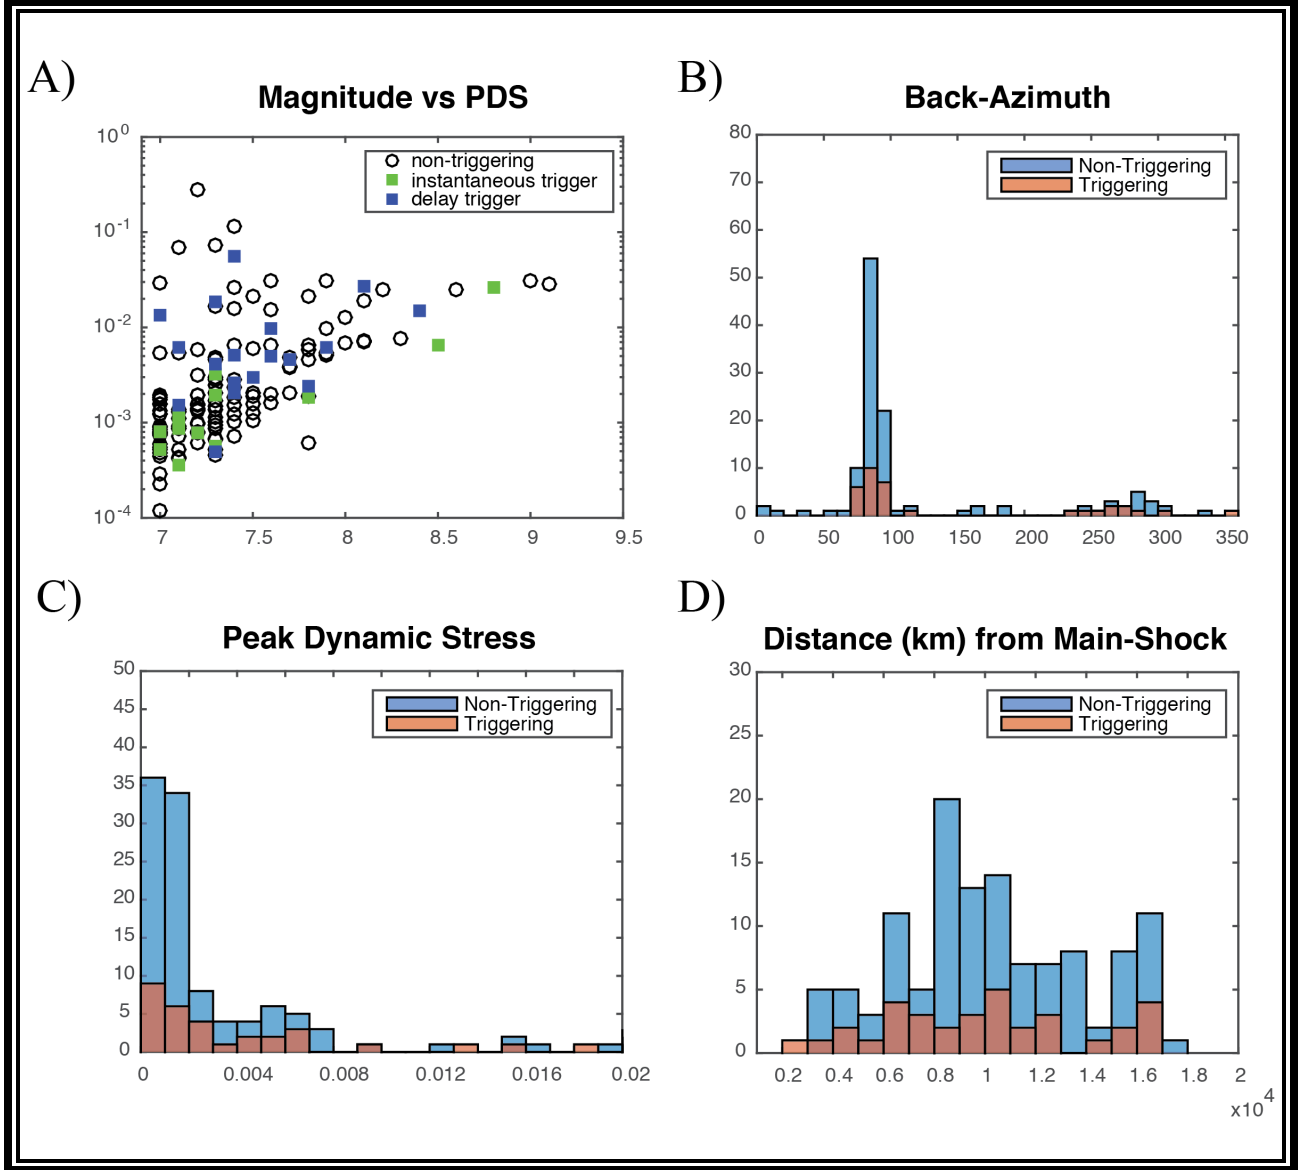 A)
Magnitude vs PDS
10^0
10^-1
10^-2
10^-3
10^-4
non-triggering
instantaneous trigger
delay trigger
7 7.5 8 8.5 9 9.5
B)
Back-Azimuth
80
70
60
50
40
30
20
10
0
Non-Triggering
Triggering
0 50 100 150 200 250 300 350
C)
Peak Dynamic Stress
50
45
40
35
30
25
20
15
10
5
0
Non-Triggering
Triggering
0 0.004 0.008 0.012 0.016 0.02
D)
Distance (km) from Main-Shock
30
25
20
15
10
5
0
Non-Triggering
Triggering
0.2 0.4 0.6 0.8 1 1.2 1.4 1.6 1.8 2
x10^4